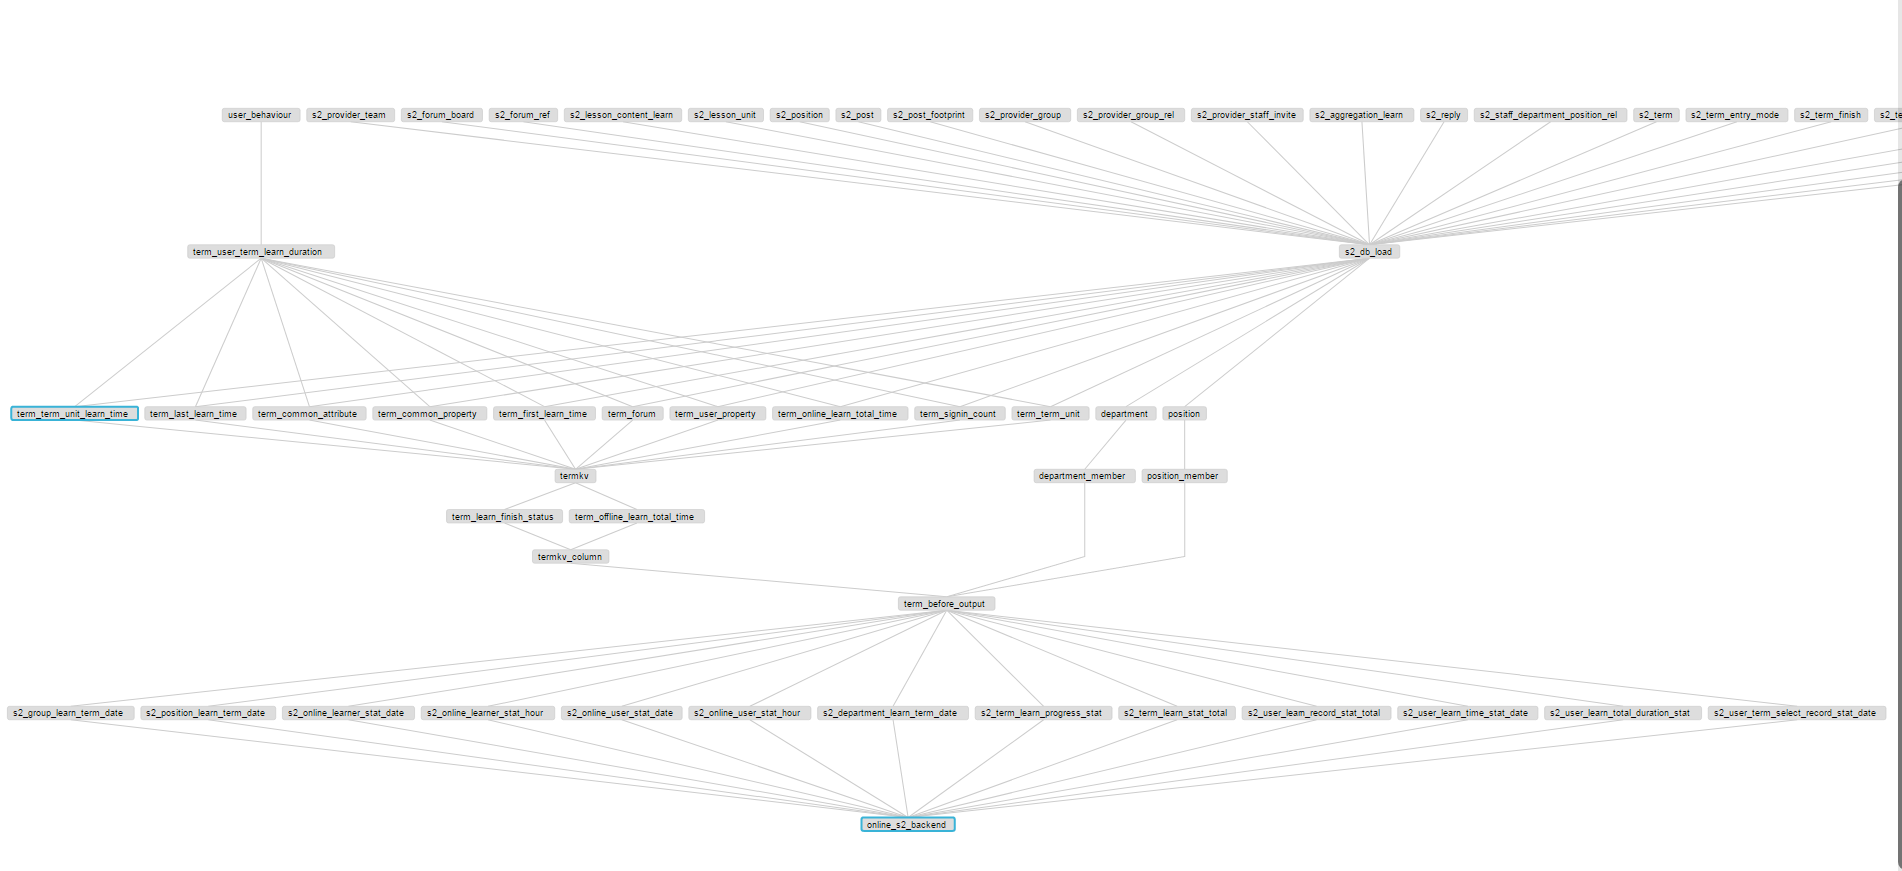 user_behaviour s2_provider_team s2_forum_board s2_forum_ref s2_lesson_content_learn s2_lesson_unit s2_position s2_post s2_post_footprint s2_provider_group s2_provider_group_rel s2_provider_staff_invite s2_aggregation_learn s2_reply s2_staff_department_position_rel s2_term s2_term_entry_mode s2_term_finish s2_te
term_user_term_learn_duration s2_db_load
term_term_unit_learn_time term_last_learn_time term_common_attribute term_common_property term_first_learn_time term_forum term_user_property term_online_learn_total_time term_signin_count term_term_unit department position
termkv department_member position_member
term_learn_finish_status term_offline_learn_total_time
termkv_column
term_before_output
s2_group_learn_term_date s2_position_learn_term_date s2_online_learner_stat_date s2_online_learner_stat_hour s2_online_user_stat_date s2_online_user_stat_hour s2_department_learn_term_date s2_term_learn_progress_stat s2_term_learn_stat_total s2_user_learn_record_stat_total s2_user_learn_time_stat_date s2_user_learn_total_duration_stat s2_user_term_select_record_stat_date
online_s2_backend